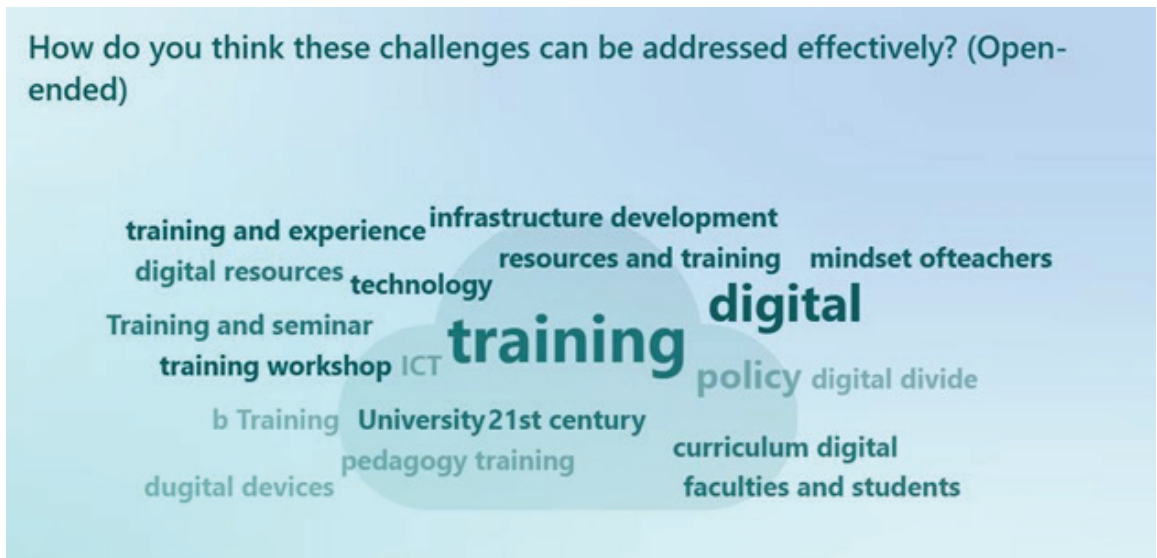 How do you think these challenges can be addressed effectively? (Open-
ended)
infrastructure development
training and experience
resources and training
mindset ofteachers
digital resources
technology
digital
Training and seminar
training
training workshop
ICT
policy
digital divide
b Training
University
21st century
curriculum digital
pedagogy training
dugital devices
faculties and students